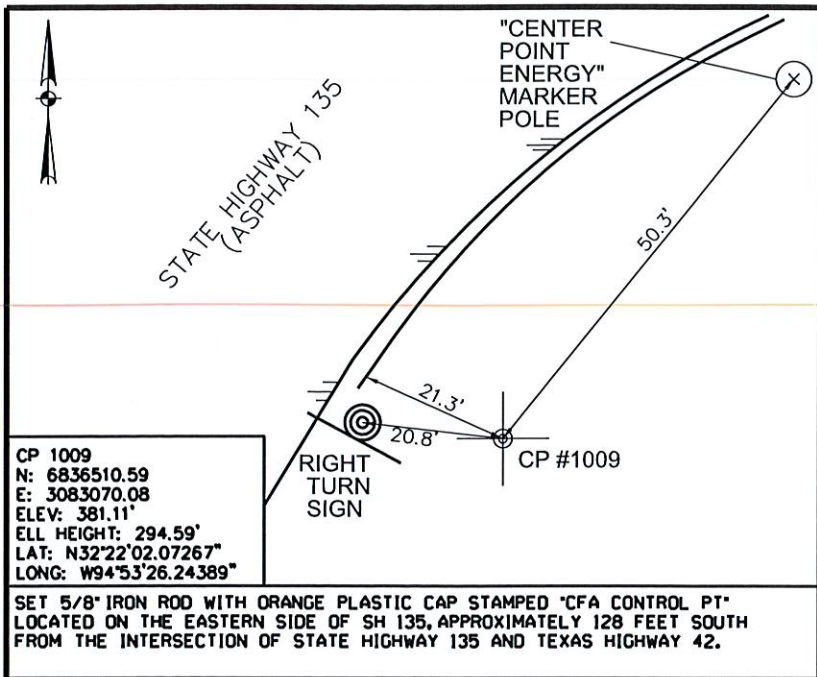 "CENTER
POINT
ENERGY"
MARKER
POLE
STATE HIGHWAY 135
(ASPHALT)
50.3'
21.3'
20.8'
CP #1009
RIGHT
TURN
SIGN
CP 1009
N: 6836510.59
E: 3083070.08
ELEV: 381.11'
ELL HEIGHT: 294.59'
LAT: N32°22'02.07267"
LONG: W94°53'26.24389"
SET 5/8" IRON ROD WITH ORANGE PLASTIC CAP STAMPED "CFA CONTROL PT"
LOCATED ON THE EASTERN SIDE OF SH 135, APPROXIMATELY 128 FEET SOUTH
FROM THE INTERSECTION OF STATE HIGHWAY 135 AND TEXAS HIGHWAY 42.